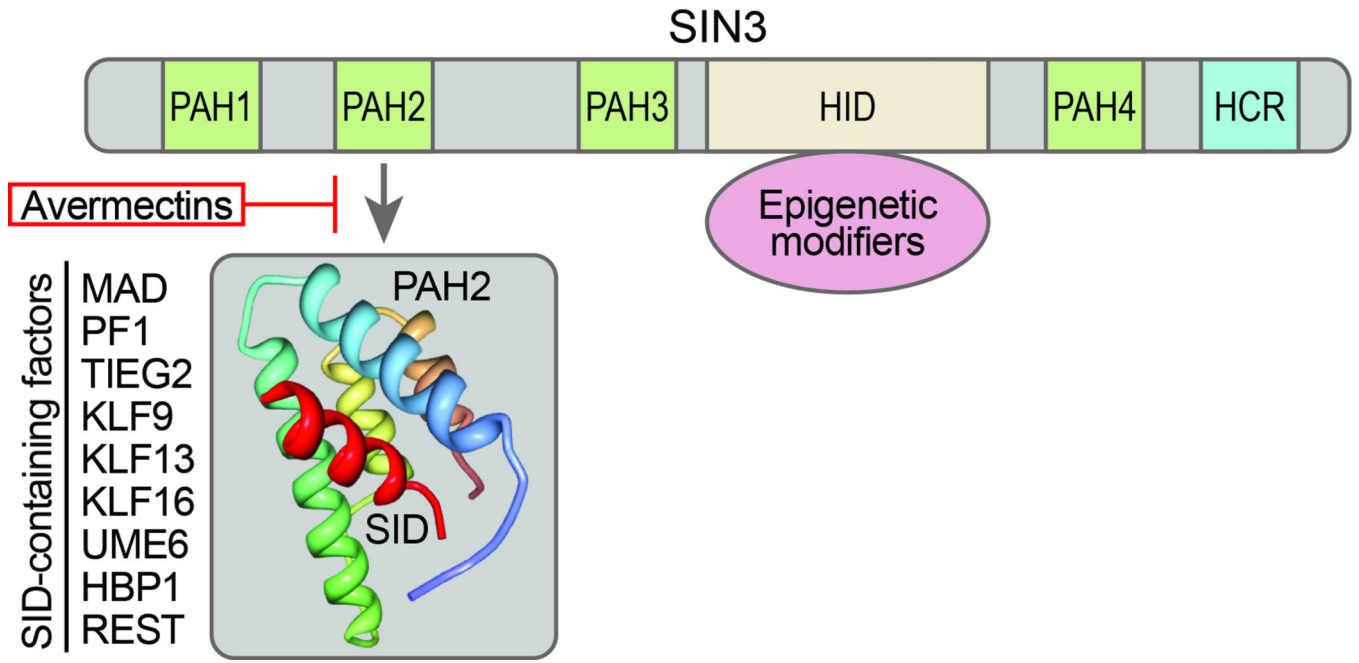 SIN3
PAH1 PAH2 PAH3 HID PAH4 HCR
Avermectins
Epigenetic
modifiers
SID-containing factors
MAD
PF1
TIEG2
KLF9
KLF13
KLF16
UME6
HBP1
REST
PAH2
SID